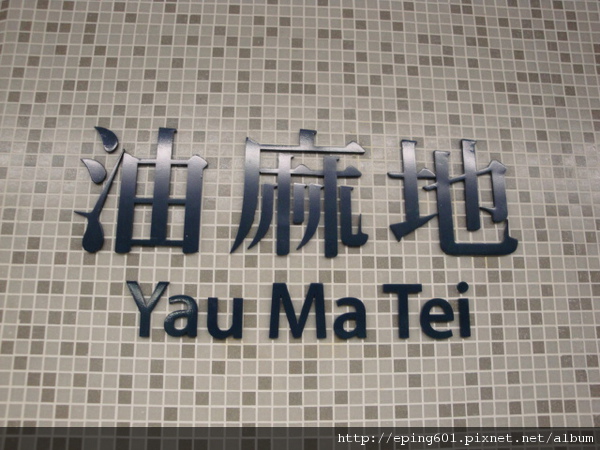 油麻地
Yau Ma Tei
http://eping601.pixnet.net/album